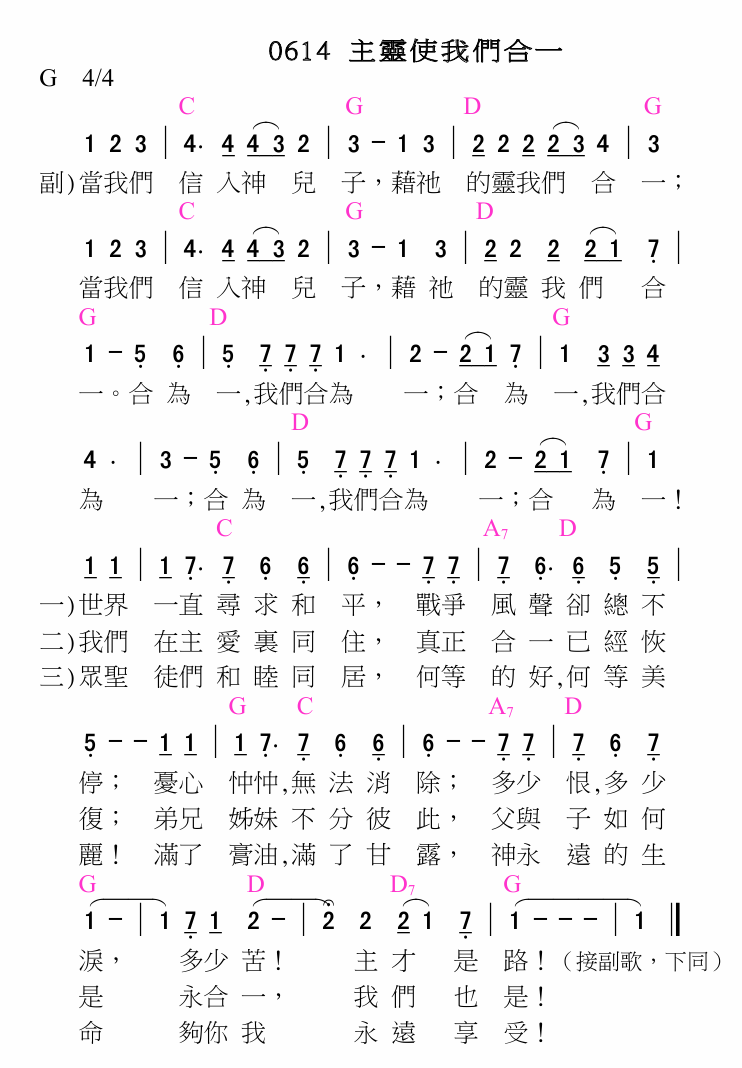 0614 主靈使我們合一
G 4/4
C G D G
1 2 3 | 4· 4 4 3 2 | 3 - 1 3 | 2 2 2 2 3 4 | 3
副)當我們 信 入神 兒 子，藉祂 的靈我們 合 一；
C G D
1 2 3 | 4· 4 4 3 2 | 3 - 1 3 | 2 2 2 2 1 7 |
當我們 信 入神 兒 子，藉 祂 的靈 我 們 合
G D G
1 - 5 6 | 5 7 7 7 1 · | 2 - 2 1 7 | 1 3 3 4
一。合 為 一,我們合為 一；合 為 一,我們合
D G
4 · | 3 - 5 6 | 5 7 7 7 1 · | 2 - 2 1 7 | 1
為 一；合 為 一,我們合為 一；合 為 一！
C A7 D
1 1 | 1 7· 7 6 6 | 6 - - 7 7 | 7 6· 6 5 5 |
一)世界 一直 尋 求 和 平， 戰爭 風 聲 卻 總 不
二)我們 在主 愛 裏 同 住， 真正 合 一 已 經 恢
三)眾聖 徒們 和 睦 同 居， 何等 的 好,何 等 美
G C A7 D
5 - - 1 1 | 1 7· 7 6 6 | 6 - - 7 7 | 7 6 7
停； 憂心 忡忡,無 法 消 除； 多少 恨,多 少
復； 弟兄 姊妹 不 分 彼 此， 父與 子 如 何
麗！ 滿了 膏油,滿 了 甘 露， 神永 遠 的 生
G D D7 G
1 - | 1 7 1 2 - | 2 2 2 1 7 | 1 - - - | 1
淚， 多少 苦！ 主 才 是 路！（接副歌，下同）
是 永合 一， 我 們 也 是！
命 夠你 我 永 遠 享 受！